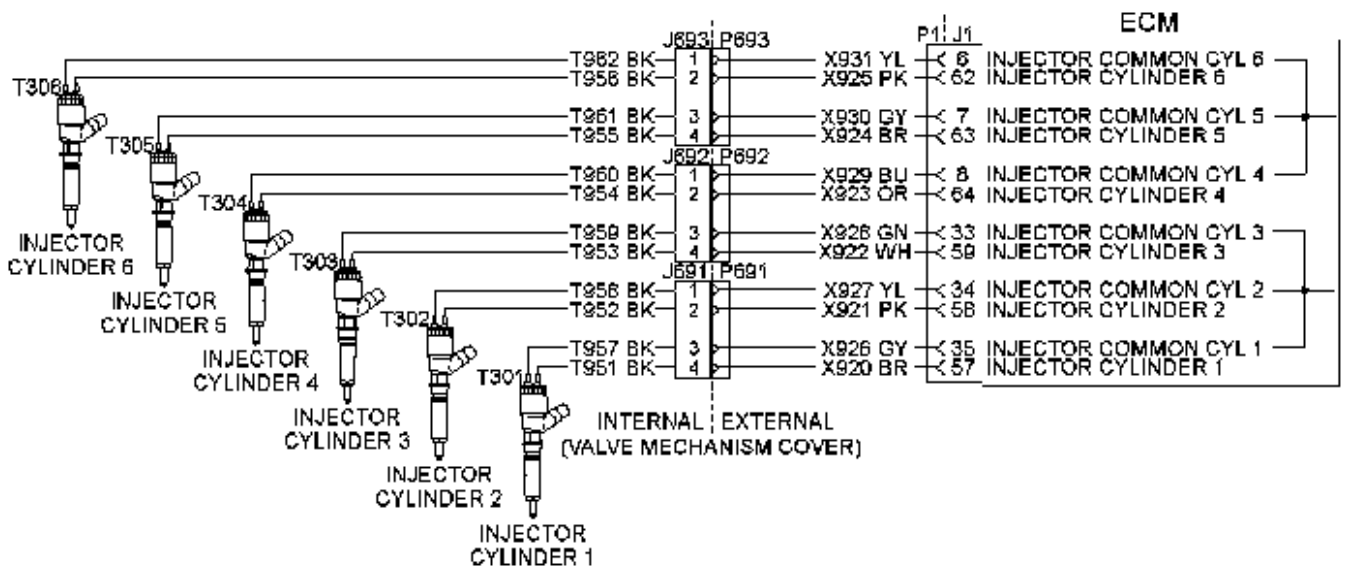 ECM
J693 P693 P1 J1
T962 BK 1 X931 YL 6 INJECTOR COMMON CYL 6
T306 T956 BK 2 X925 PK 62 INJECTOR CYLINDER 6
T961 BK 3 X930 GY 7 INJECTOR COMMON CYL 5
T305 T955 BK 4 X924 BR 63 INJECTOR CYLINDER 5
J692 P692
T960 BK 1 X929 BU 8 INJECTOR COMMON CYL 4
T304 T954 BK 2 X923 OR 64 INJECTOR CYLINDER 4
T959 BK 3 X928 GN 33 INJECTOR COMMON CYL 3
T303 T953 BK 4 X922 WH 59 INJECTOR CYLINDER 3
J691 P691
T958 BK 1 X927 YL 34 INJECTOR COMMON CYL 2
T302 T952 BK 2 X921 PK 58 INJECTOR CYLINDER 2
T957 BK 3 X926 GY 35 INJECTOR COMMON CYL 1
T301 T951 BK 4 X920 BR 57 INJECTOR CYLINDER 1
INJECTOR
CYLINDER 6
INJECTOR
CYLINDER 5
INJECTOR
CYLINDER 4
INJECTOR
CYLINDER 3
INJECTOR
CYLINDER 2
INJECTOR
CYLINDER 1
INTERNAL EXTERNAL
(VALVE MECHANISM COVER)